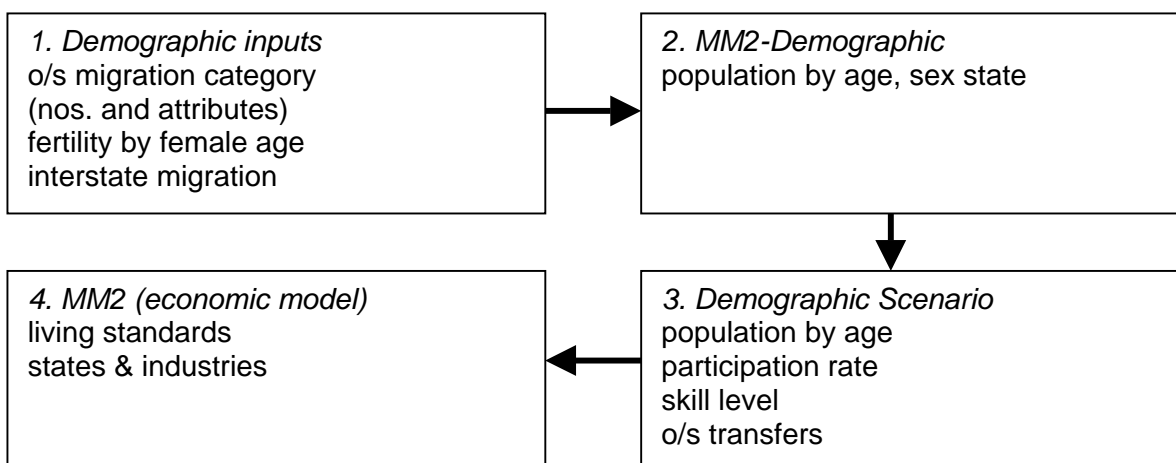 1. Demographic inputs
o/s migration category
(nos. and attributes)
fertility by female age
interstate migration
2. MM2-Demographic
population by age, sex state
3. Demographic Scenario
population by age
participation rate
skill level
o/s transfers
4. MM2 (economic model)
living standards
states & industries